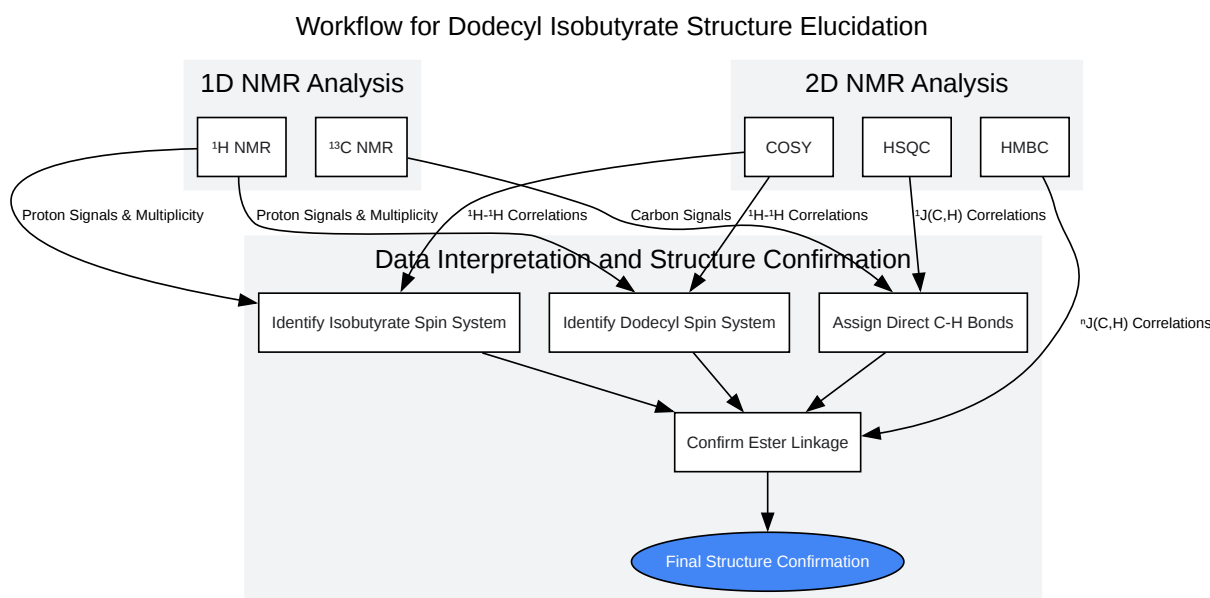 Workflow for Dodecyl Isobutyrate Structure Elucidation
1D NMR Analysis
2D NMR Analysis
¹H NMR
¹³C NMR
COSY
HSQC
HMBC
Proton Signals & Multiplicity
Proton Signals & Multiplicity
¹H-¹H Correlations
Carbon Signals
¹H-¹H Correlations
¹J(C,H) Correlations
Data Interpretation and Structure Confirmation
Identify Isobutyrate Spin System
Identify Dodecyl Spin System
Assign Direct C-H Bonds
ⁿJ(C,H) Correlations
Confirm Ester Linkage
Final Structure Confirmation